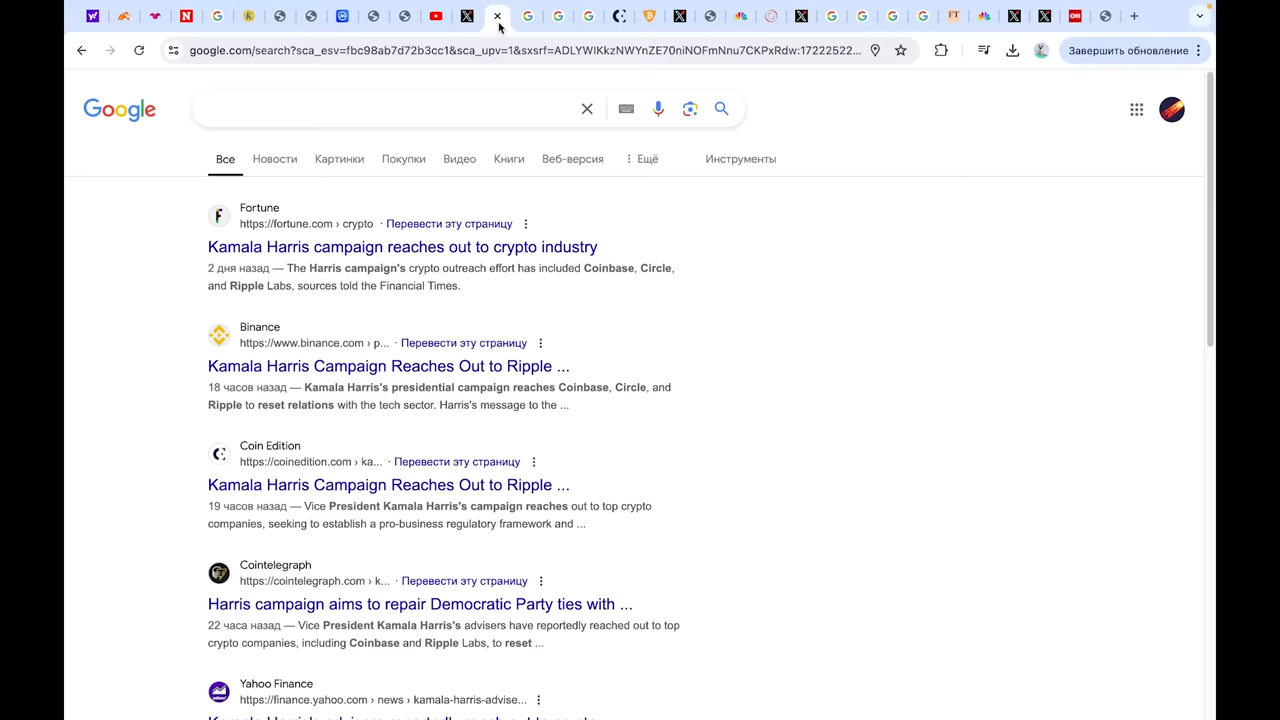 google.com/search?sca_esv=fbc98ab7d72b3cc1&sca_upv=1&sxsrf=ADLYWIKkzNWYnZE70niNOFmNnu7CKPxRdw:17222522...
Завершить обновление
Google
Все Новости Картинки Покупки Видео Книги Веб-версия Ещё Инструменты
Fortune
https://fortune.com › crypto · Перевести эту страницу
Kamala Harris campaign reaches out to crypto industry
2 дня назад — The Harris campaign's crypto outreach effort has included Coinbase, Circle,
and Ripple Labs, sources told the Financial Times.
Binance
https://www.binance.com › p... · Перевести эту страницу
Kamala Harris Campaign Reaches Out to Ripple ...
18 часов назад — Kamala Harris's presidential campaign reaches Coinbase, Circle, and
Ripple to reset relations with the tech sector. Harris's message to the ...
Coin Edition
https://coinedition.com › ka... · Перевести эту страницу
Kamala Harris Campaign Reaches Out to Ripple ...
19 часов назад — Vice President Kamala Harris's campaign reaches out to top crypto
companies, seeking to establish a pro-business regulatory framework and ...
Cointelegraph
https://cointelegraph.com › k... · Перевести эту страницу
Harris campaign aims to repair Democratic Party ties with ...
22 часа назад — Vice President Kamala Harris's advisers have reportedly reached out to top
crypto companies, including Coinbase and Ripple Labs, to reset ...
Yahoo Finance
https://finance.yahoo.com › news › kamala-harris-advise...